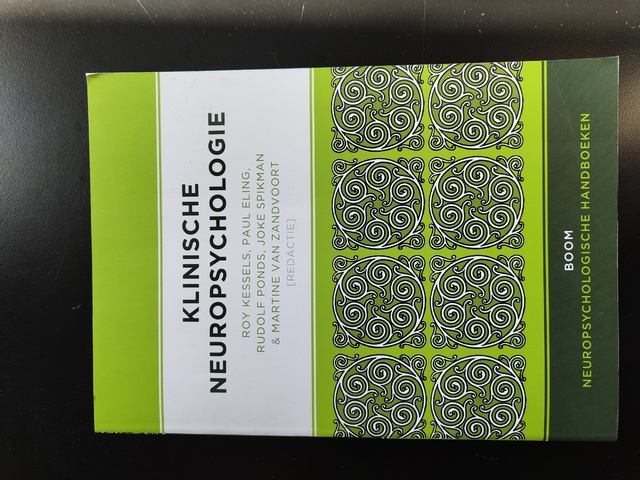 KLINISCHE
NEUROPSYCHOLOGIE
ROY KESSELS, PAUL ELING,
RUDOLF PONDS, JOKE SPIKMAN
& MARTINE VAN ZANDVOORT
[REDACTIE]
BOOM
NEUROPSYCHOLOGISCHE HANDBOEKEN